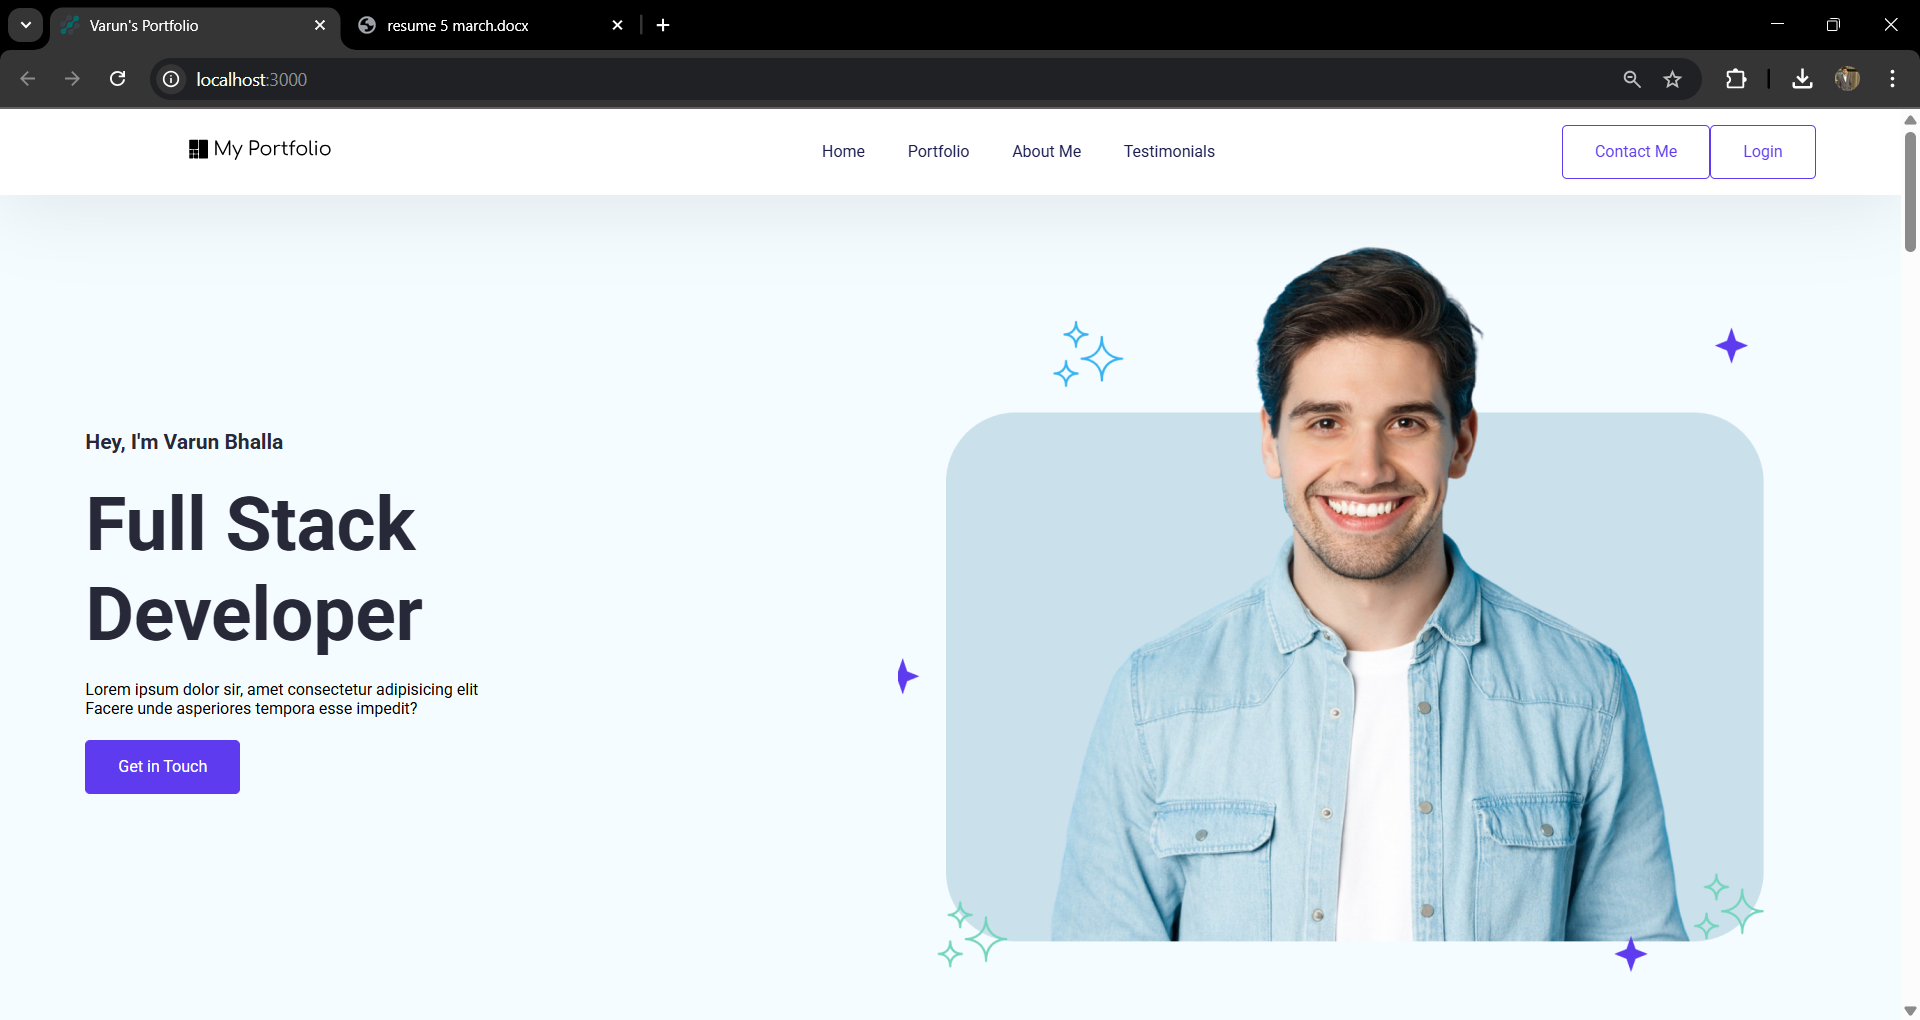 Varun's Portfolio
resume 5 march.docx
localhost:3000
My Portfolio
Home
Portfolio
About Me
Testimonials
Contact Me
Login
Hey, I'm Varun Bhalla
Full Stack
Developer
Lorem ipsum dolor sir, amet consectetur adipisicing elit
Facere unde asperiores tempora esse impedit?
Get in Touch